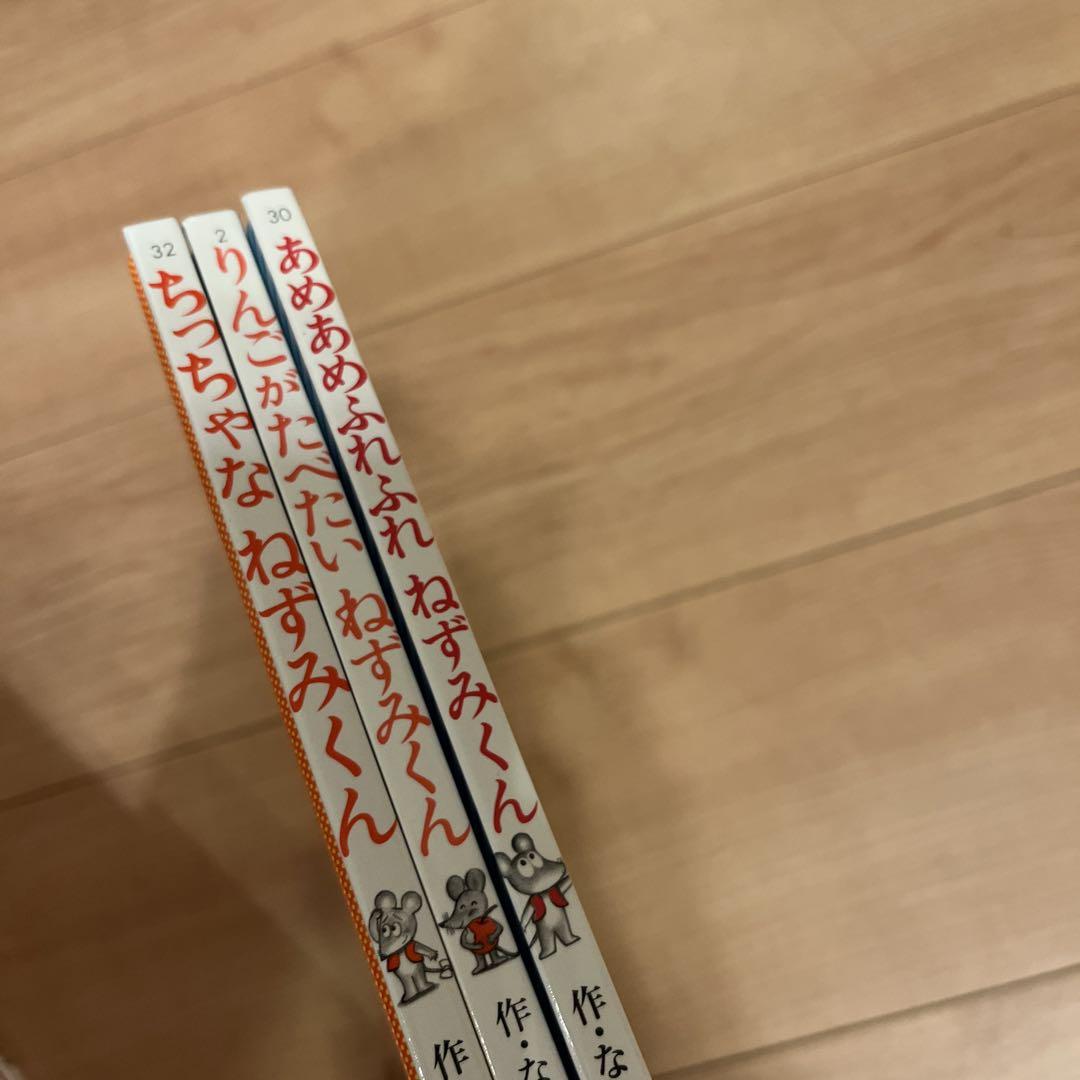 32
ちっちゃな ねずみくん
作
2
りんごがたべたい ねずみくん
作・な
30
あめあめふれふれ ねずみくん
作・な